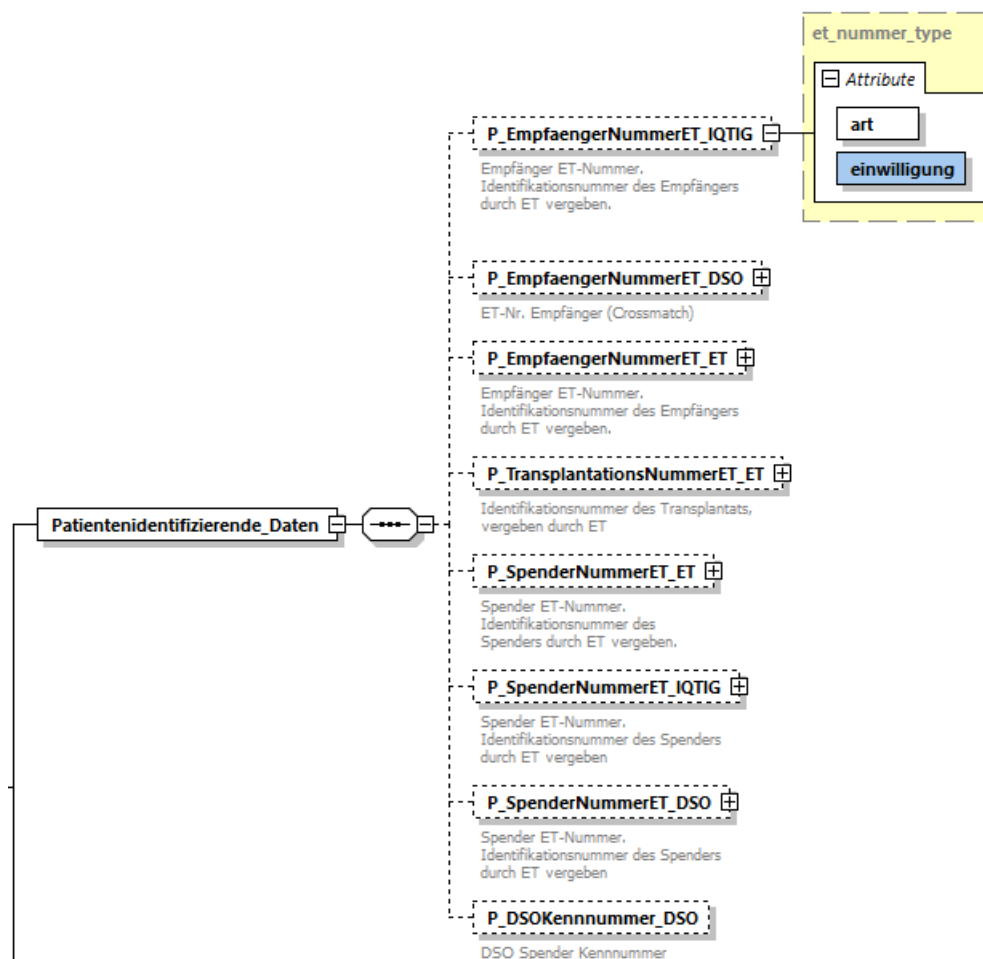 et_nummer_type
Attribute
art
einwilligung
P_EmpfaengerNummerET_IQTIG
Empfänger ET-Nummer.
Identifikationsnummer des Empfängers
durch ET vergeben.
P_EmpfaengerNummerET_DSO
ET-Nr. Empfänger (Crossmatch)
P_EmpfaengerNummerET_ET
Empfänger ET-Nummer.
Identifikationsnummer des Empfängers
durch ET vergeben.
P_TransplantationsNummerET_ET
Identifikationsnummer des Transplantats,
vergeben durch ET
Patientenidentifizierende_Daten
P_SpenderNummerET_ET
Spender ET-Nummer.
Identifikationsnummer des
Spenders durch ET vergeben.
P_SpenderNummerET_IQTIG
Spender ET-Nummer.
Identifikationsnummer des Spenders
durch ET vergeben
P_SpenderNummerET_DSO
Spender ET-Nummer.
Identifikationsnummer des Spenders
durch ET vergeben
P_DSOKennnummer_DSO
DSO Spender Kennnummer